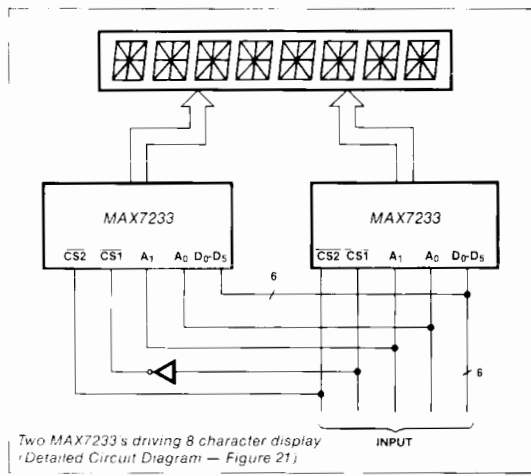 MAX7233
MAX7233
CS2 CS1 A1 A0 D0-D5
CS2 CS1 A1 A0 D0-D5
6
6
Two MAX7233's driving 8 character display
(Detailed Circuit Diagram — Figure 21)
INPUT